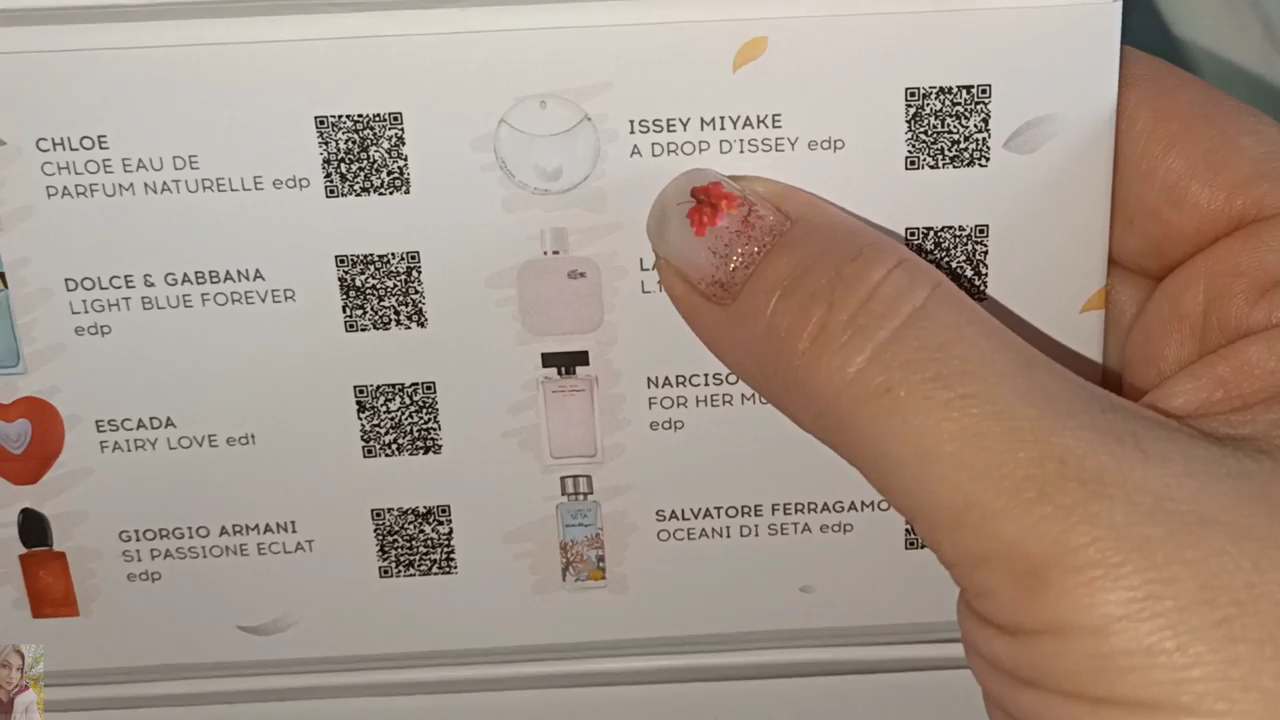 CHLOE
CHLOE EAU DE
PARFUM NATURELLE edp
DOLCE & GABBANA
LIGHT BLUE FOREVER
edp
ESCADA
FAIRY LOVE edt
GIORGIO ARMANI
SI PASSIONE ECLAT
edp
ISSEY MIYAKE
A DROP D'ISSEY edp
NARCISO
FOR HER
edp
SETA
SALVATORE FERRAGAMO
OCEANI DI SETA edp